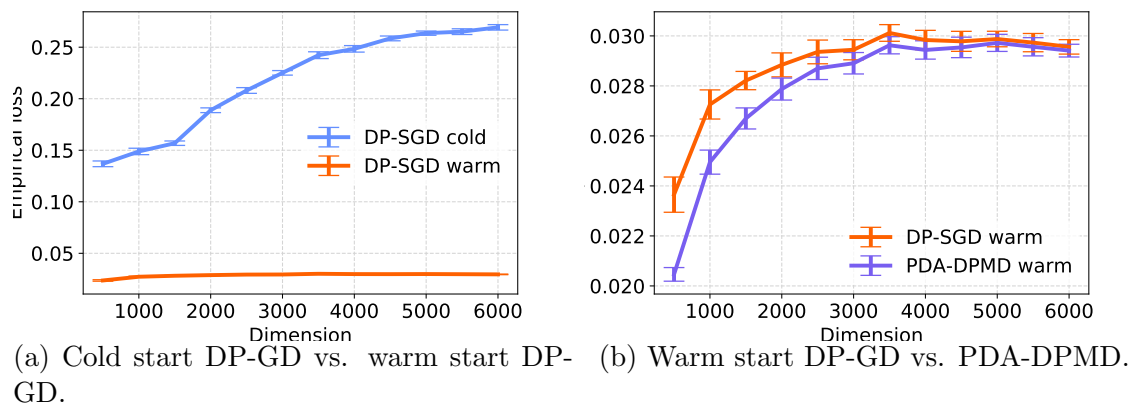 0.25
0.20
0.15
0.10
0.05
Empirical loss
DP-SGD cold
DP-SGD warm
1000 2000 3000 4000 5000 6000
Dimension
(a) Cold start DP-GD vs. warm start DP-
GD.
0.030
0.028
0.026
0.024
0.022
0.020
DP-SGD warm
PDA-DPMD warm
1000 2000 3000 4000 5000 6000
Dimension
(b) Warm start DP-GD vs. PDA-DPMD.